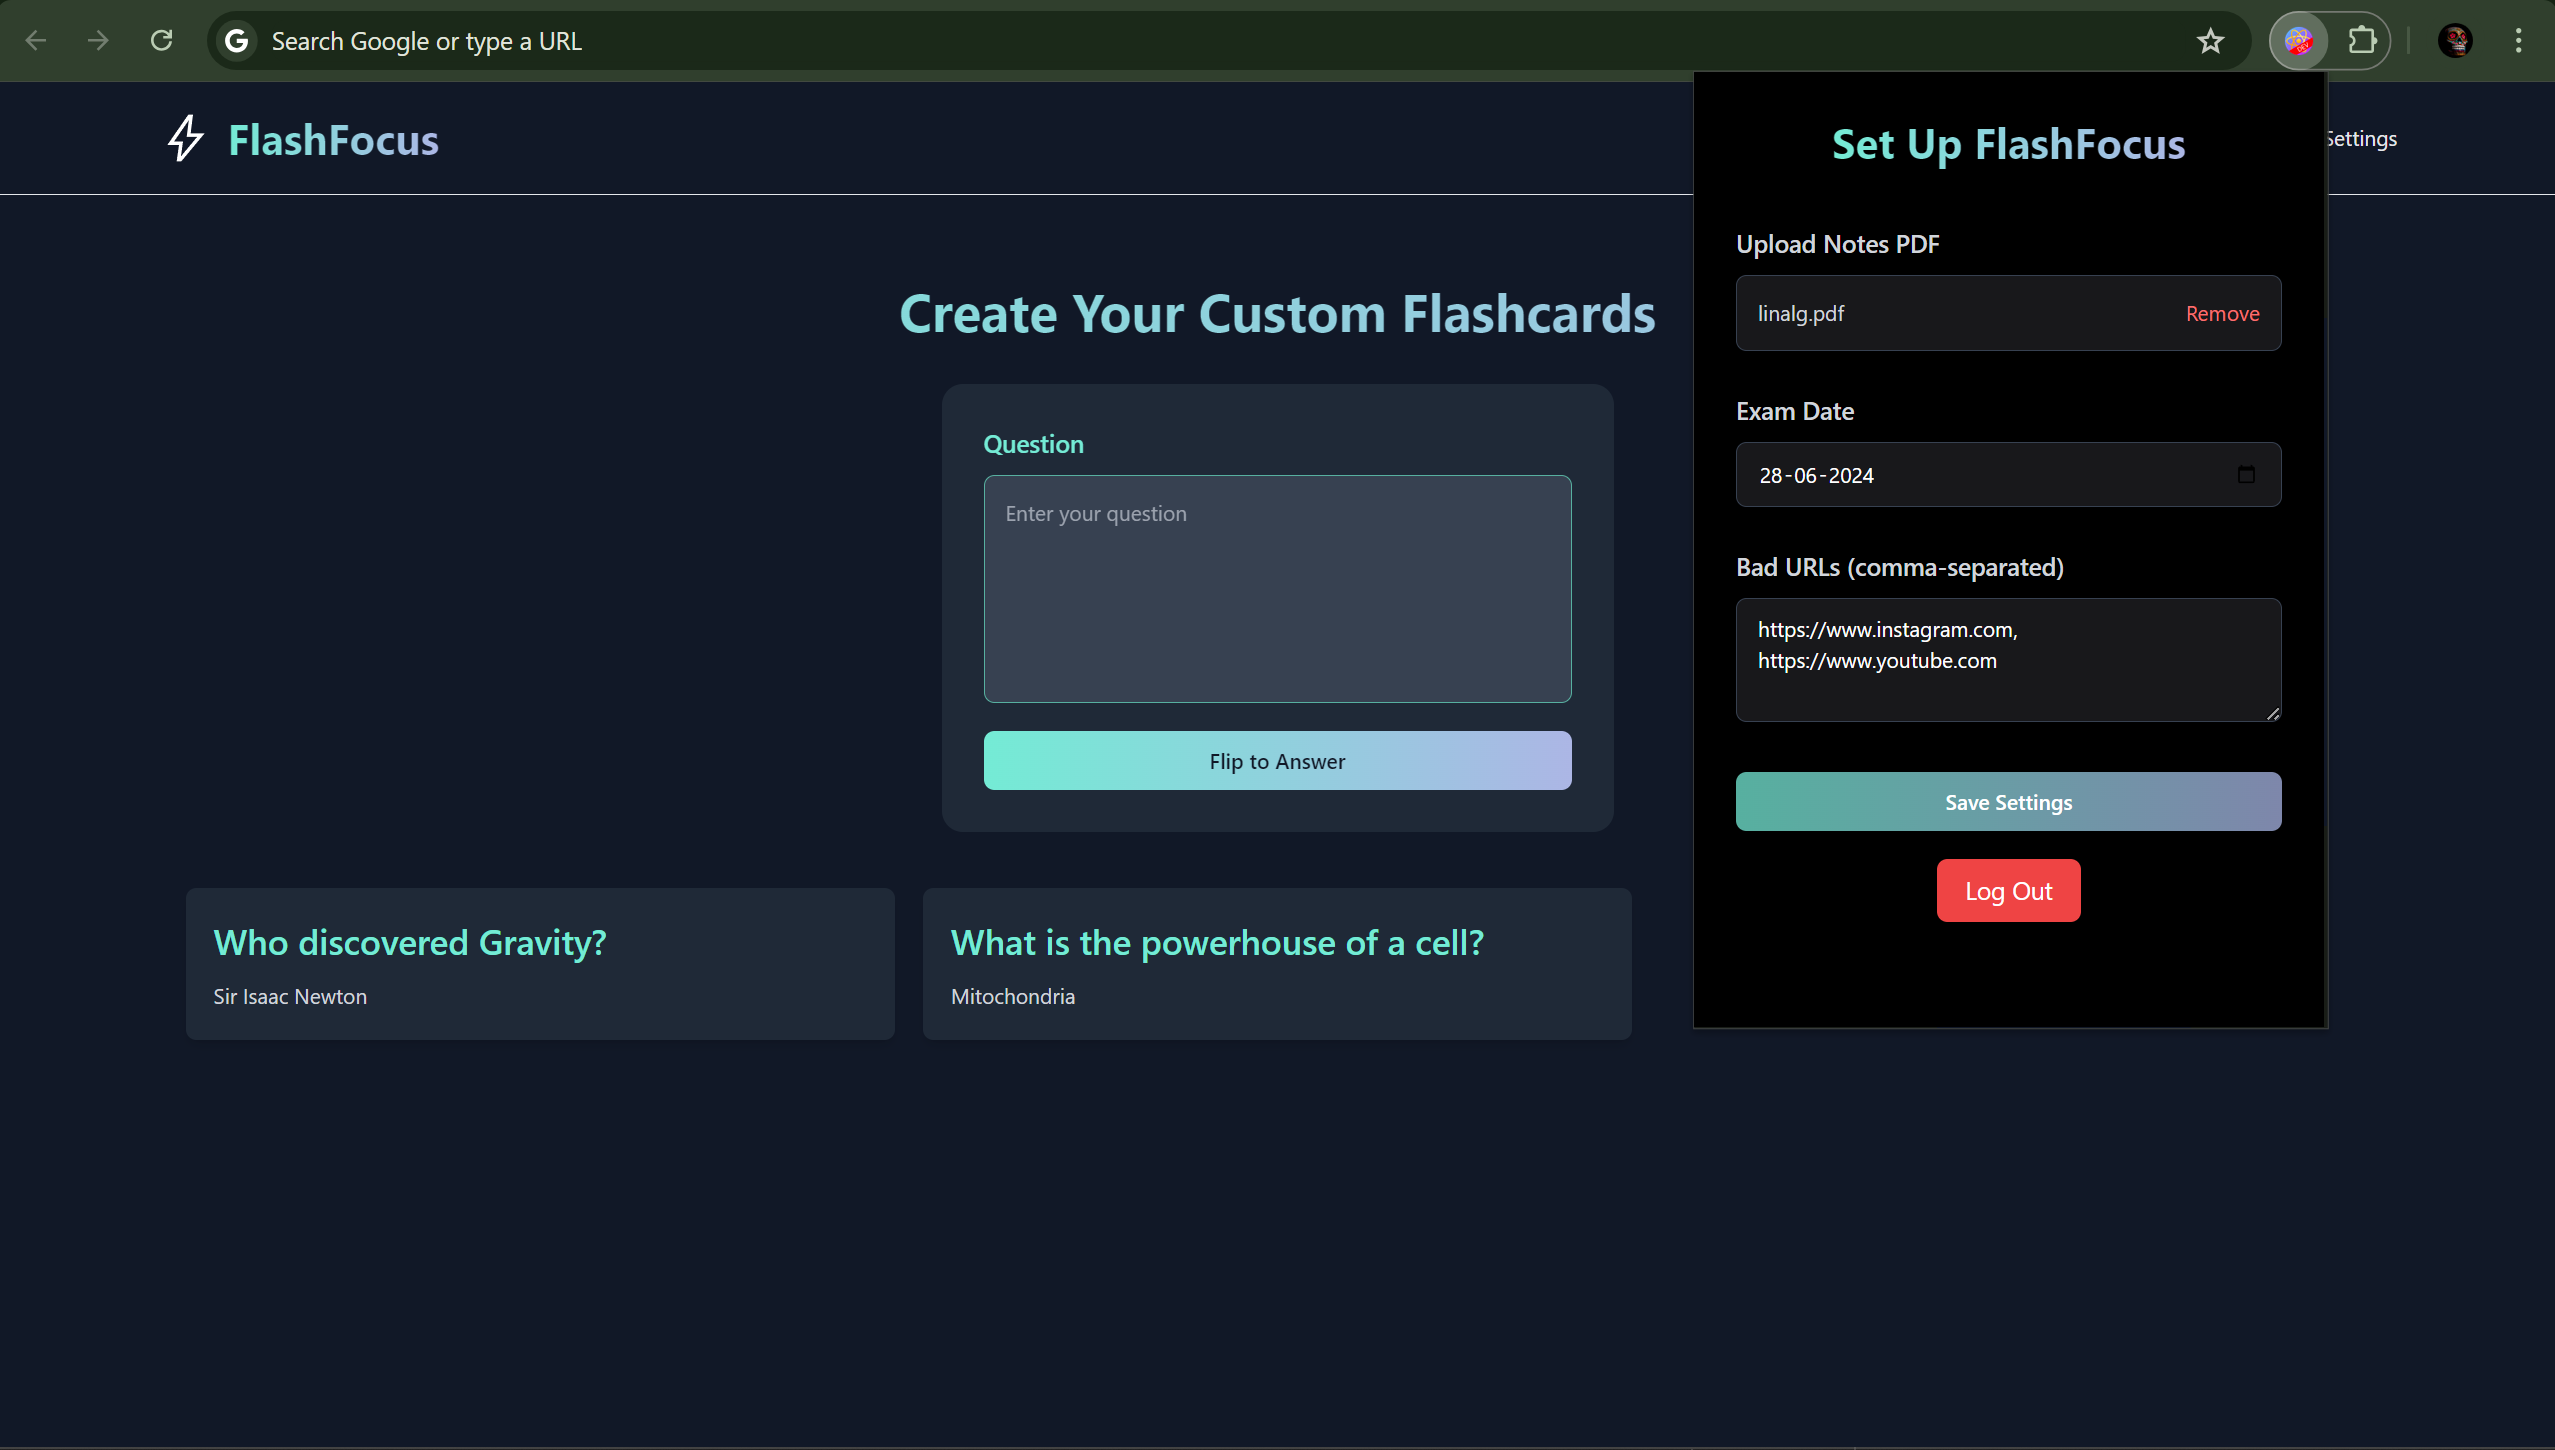 Search Google or type a URL
FlashFocus
Settings
Create Your Custom Flashcards
Question
Enter your question
Flip to Answer
Who discovered Gravity?
Sir Isaac Newton
What is the powerhouse of a cell?
Mitochondria
Set Up FlashFocus
Upload Notes PDF
linalg.pdf
Remove
Exam Date
28-06-2024
Bad URLs (comma-separated)
https://www.instagram.com,
https://www.youtube.com
Save Settings
Log Out